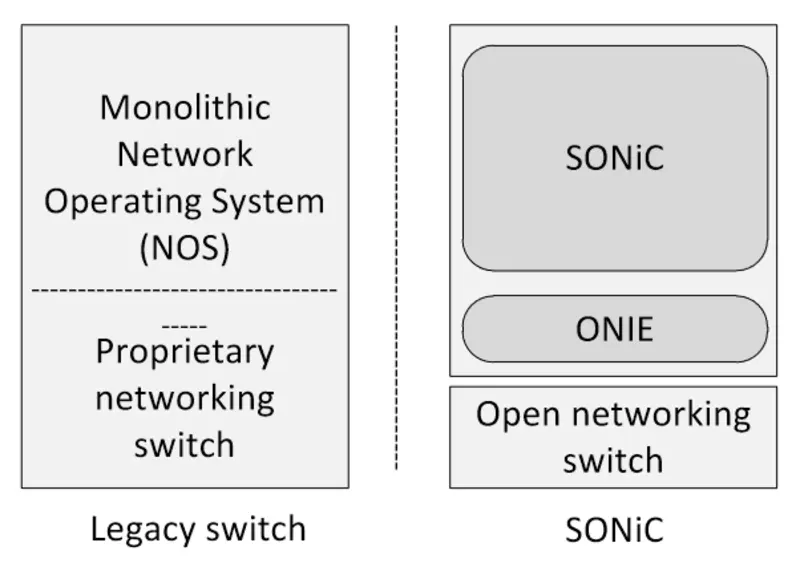 Monolithic
Network
Operating System
(NOS)
Proprietary
networking
switch
Legacy switch
SONiC
ONIE
Open networking
switch
SONiC